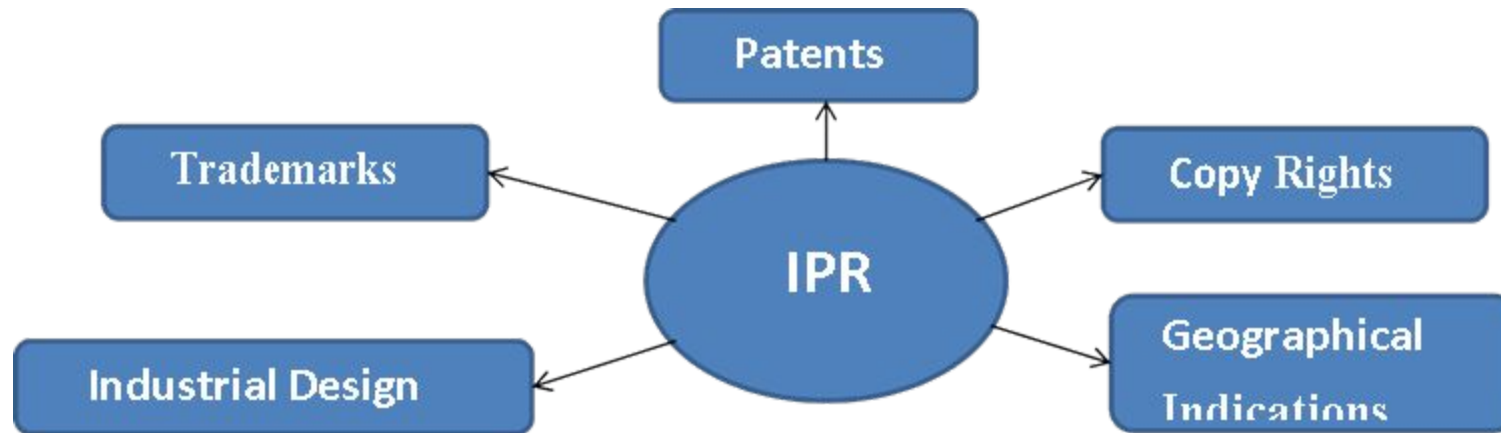 Patents
Trademarks
Copy Rights
IPR
Geographical
Indications
Industrial Design